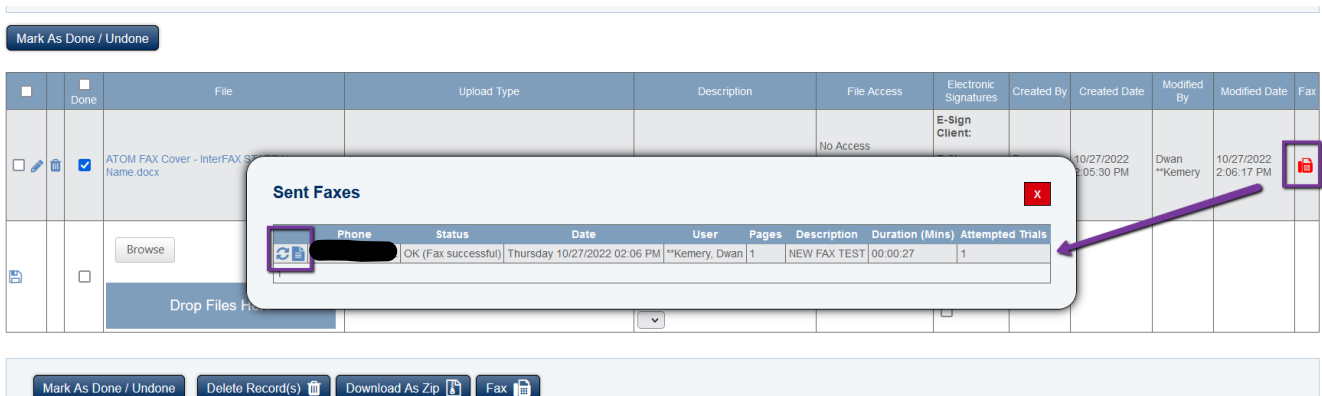 Mark As Done / Undone
Done File Upload Type Description File Access Electronic Signatures Created By Created Date Modified By Modified Date Fax
E-Sign
Client:
No Access
ATOM FAX Cover - InterFAX
Name.docx
10/27/2022
2:05:30 PM
Dwan
**Kemery
10/27/2022
2:06:17 PM
Sent Faxes
X
Phone Status Date User Pages Description Duration (Mins) Attempted Trials
OK (Fax successful) Thursday 10/27/2022 02:06 PM **Kemery, Dwan 1 NEW FAX TEST 00:00:27 1
1
Browse
Drop Files
Mark As Done / Undone Delete Record(s) Download As Zip Fax